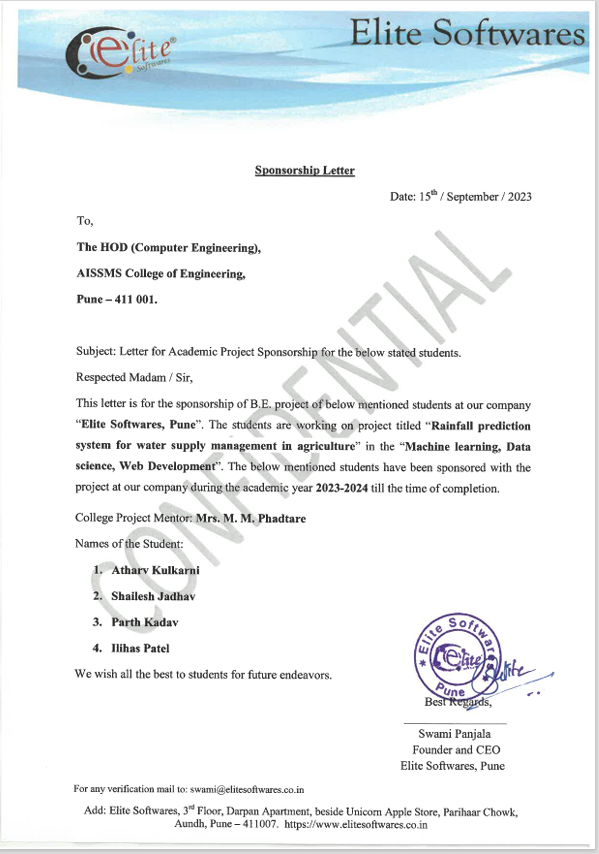 Elite Softwares
elite®
Softwares
Sponsorship Letter
Date: 15th / September / 2023
To,
The HOD (Computer Engineering),
AISSMS College of Engineering,
Pune – 411 001.
CONFIDENTIAL
Subject: Letter for Academic Project Sponsorship for the below stated students.
Respected Madam / Sir,
This letter is for the sponsorship of B.E. project of below mentioned students at our company
“Elite Softwares, Pune”. The students are working on project titled “Rainfall prediction
system for water supply management in agriculture” in the “Machine learning, Data
science, Web Development”. The below mentioned students have been sponsored with the
project at our company during the academic year 2023-2024 till the time of completion.
College Project Mentor: Mrs. M. M. Phadtare
Names of the Student:
1. Atharv Kulkarni
2. Shailesh Jadhav
3. Parth Kadav
4. Ilihas Patel
We wish all the best to students for future endeavors.
Elite Softwares
elite
Pune
Best Regards,
Swami Panjala
Founder and CEO
Elite Softwares, Pune
For any verification mail to: swami@elitesoftwares.co.in
Add: Elite Softwares, 3rd Floor, Darpan Apartment, beside Unicorn Apple Store, Parihaar Chowk,
Aundh, Pune – 411007. https://www.elitesoftwares.co.in